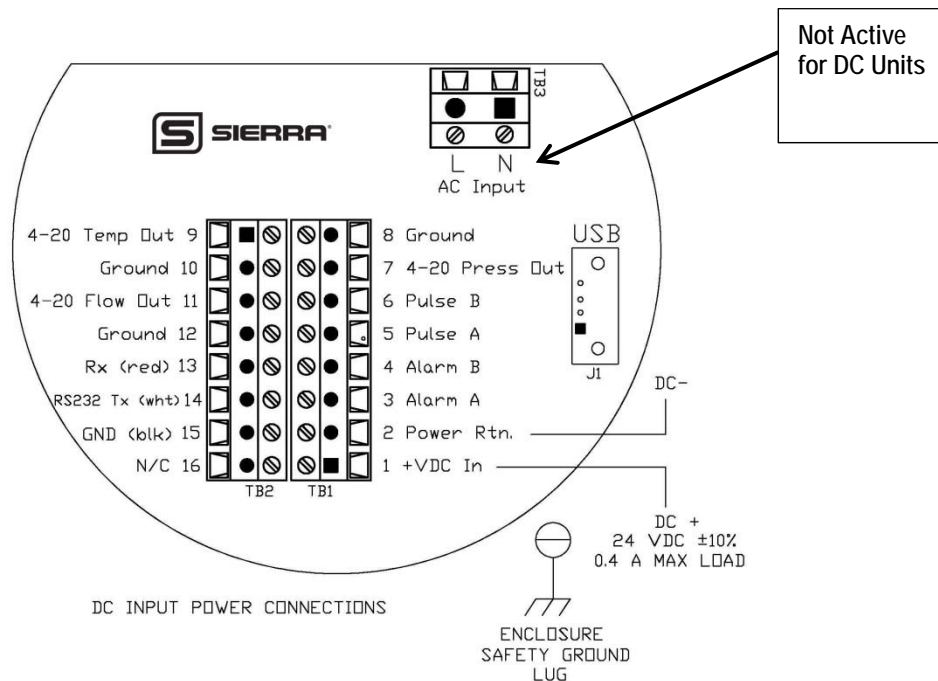 Not Active
for DC Units
TB3
SIERRA®
L N
AC Input
4-20 Temp Out 9
Ground 10
4-20 Flow Out 11
Ground 12
Rx (red) 13
RS232 Tx (wht) 14
GND (blk) 15
N/C 16
TB2
TB1
8 Ground
7 4-20 Press Out
6 Pulse B
5 Pulse A
4 Alarm B
3 Alarm A
2 Power Rtn.
1 +VDC In
USB
J1
DC-
DC +
24 VDC ±10%
0.4 A MAX LOAD
DC INPUT POWER CONNECTIONS
ENCLOSURE
SAFETY GROUND
LUG